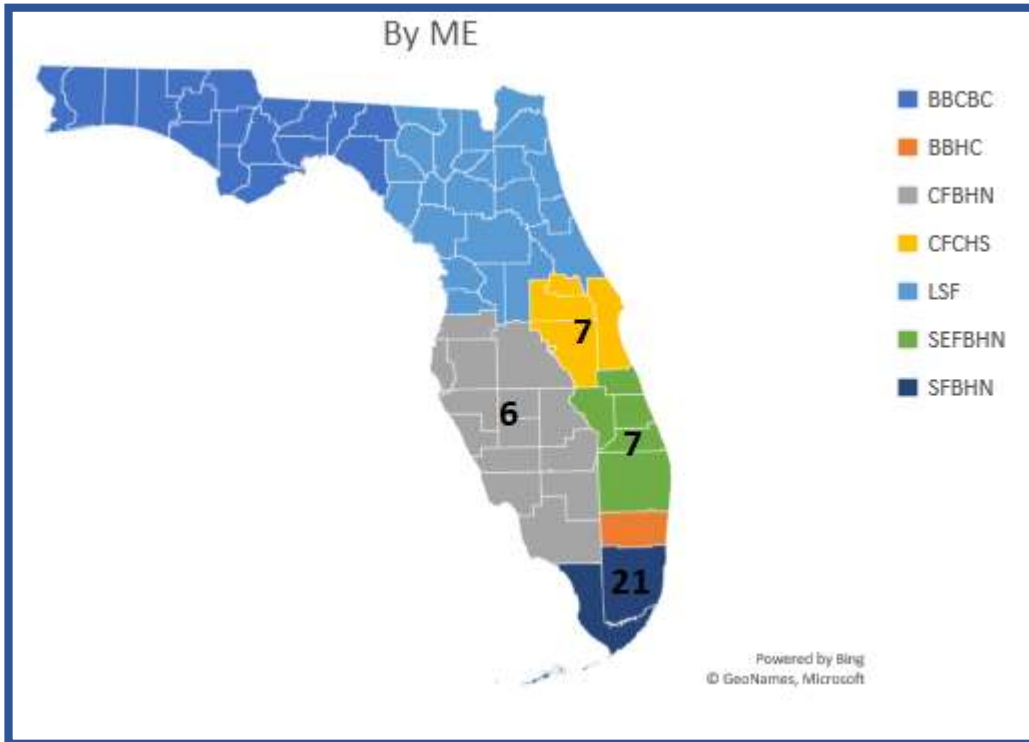 By ME
BBCBC
BBHC
CFBHN
CFCHS
LSF
SEFBHN
SFBHN
7
6
7
21
Powered by Bing
© GeoNames, Microsoft